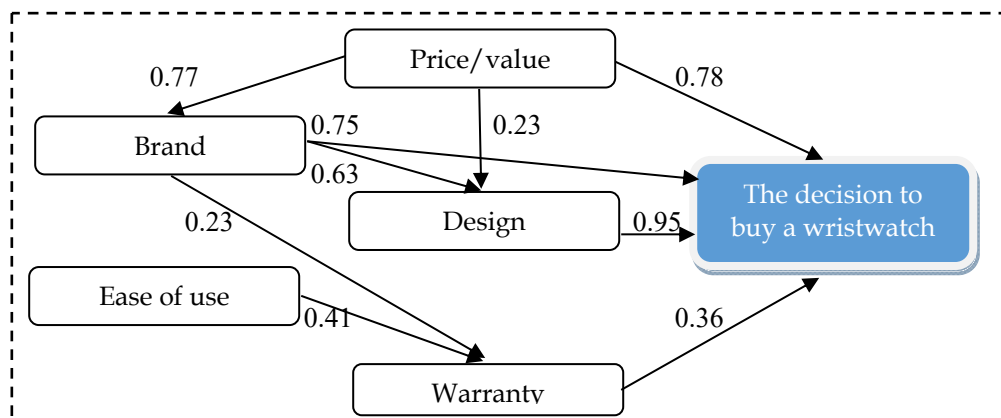 Price/value
0.77
0.78
0.75
0.23
Brand
0.63
The decision to
buy a wristwatch
Design
0.95
0.23
Ease of use
0.41
0.36
Warranty